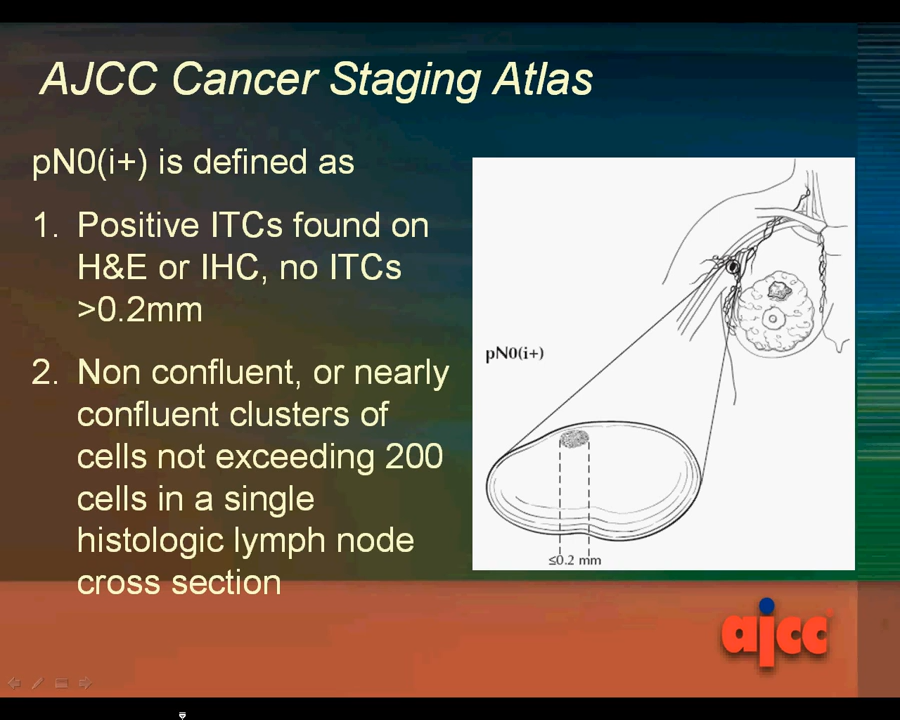 AJCC Cancer Staging Atlas
pN0(i+) is defined as
1. Positive ITCs found on
H&E or IHC, no ITCs
>0.2mm
2. Non confluent, or nearly
confluent clusters of
cells not exceeding 200
cells in a single
histologic lymph node
cross section
pN0(i+)
≤0.2 mm
ajcc